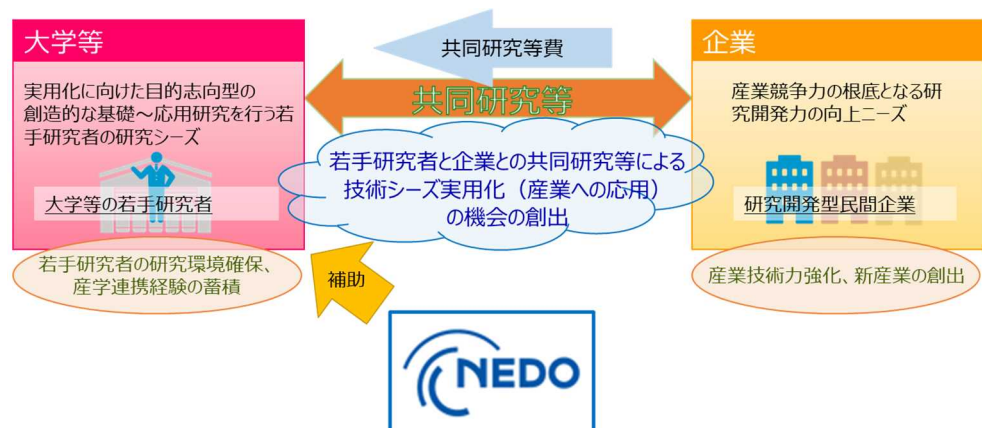 大学等
実用化に向けた目的志向型の
創造的な基礎～応用研究を行う若
手研究者の研究シーズ
大学等の若手研究者
若手研究者の研究環境確保、
産学連携経験の蓄積
共同研究等費
共同研究等
若手研究者と企業との共同研究等による
技術シーズ実用化（産業への応用）
の機会の創出
補助
NEDO
企業
産業競争力の根底となる研
究開発力の向上ニーズ
研究開発型民間企業
産業技術力強化、新産業の創出